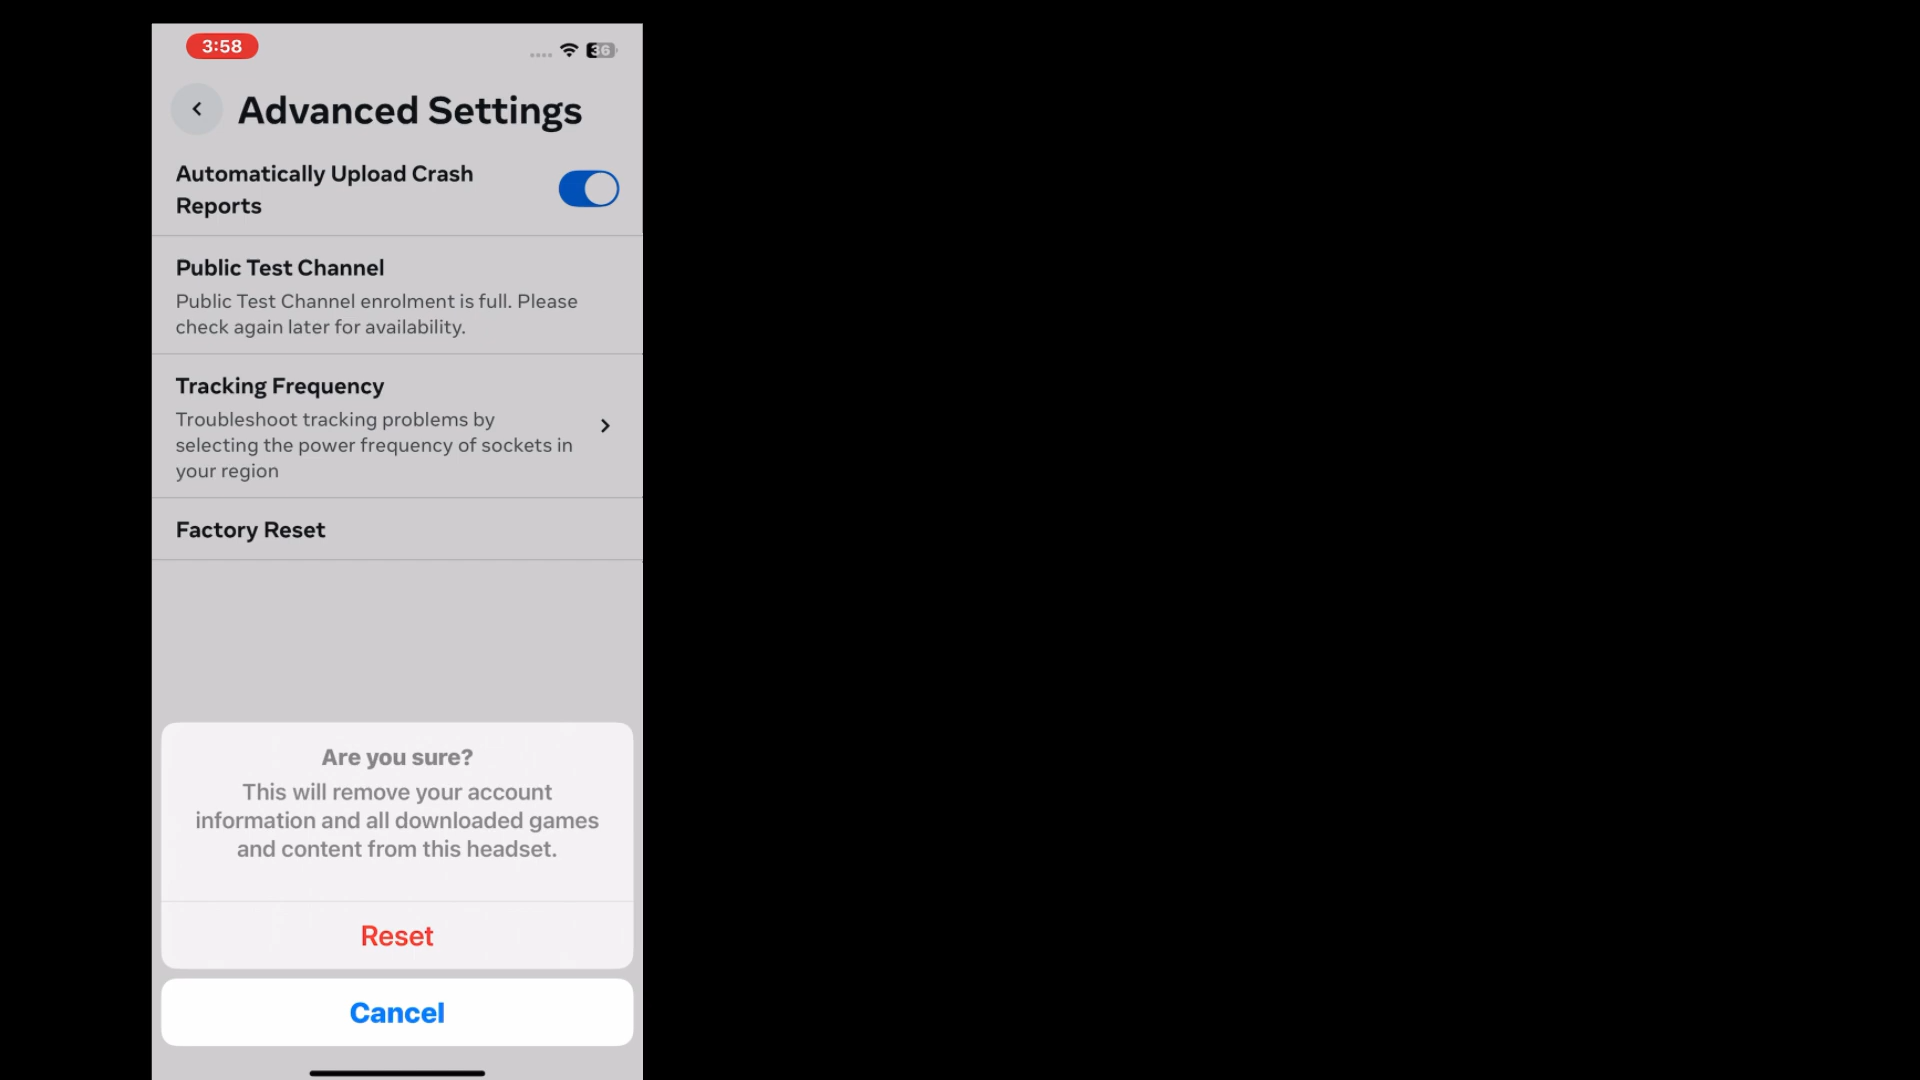 3:58
36
Advanced Settings
Automatically Upload Crash
Reports
Public Test Channel
Public Test Channel enrolment is full. Please
check again later for availability.
Tracking Frequency
Troubleshoot tracking problems by
selecting the power frequency of sockets in
your region
Factory Reset
Are you sure?
This will remove your account
information and all downloaded games
and content from this headset.
Reset
Cancel